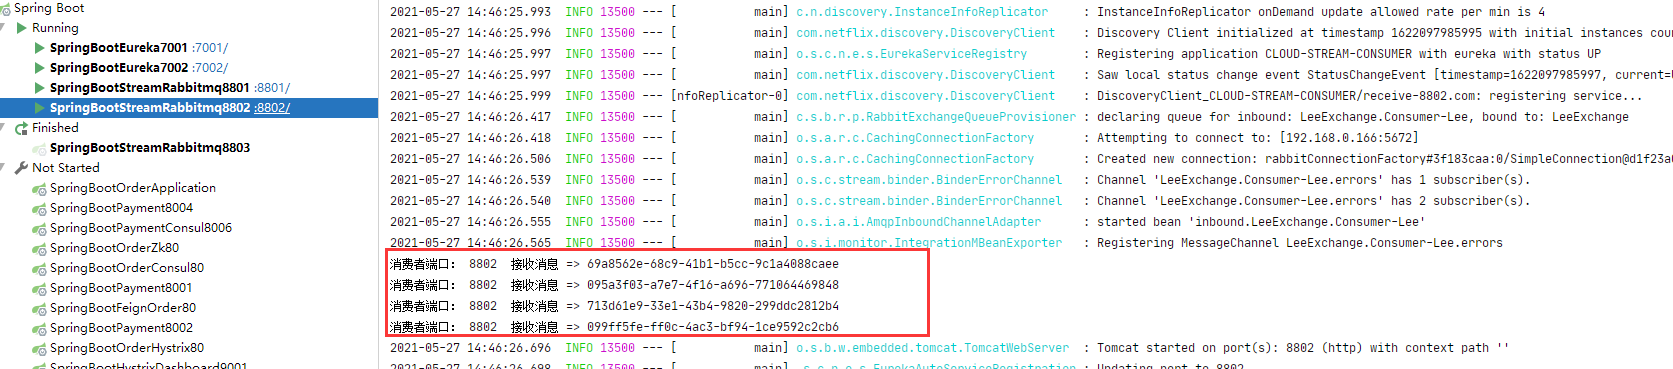 Spring Boot
Running
SpringBootEureka7001 :7001/
SpringBootEureka7002 :7002/
SpringBootStreamRabbitmq8801 :8801/
SpringBootStreamRabbitmq8802 :8802/
Finished
SpringBootStreamRabbitmq8803
Not Started
SpringBootOrderApplication
SpringBootPayment8004
SpringBootPaymentConsul8006
SpringBootOrderZk80
SpringBootOrderConsul80
SpringBootPayment8001
SpringBootFeignOrder80
SpringBootPayment8002
SpringBootOrderHystrix80
SpringBootHystrixDashboard9001
2021-05-27 14:46:25.993 INFO 13500 --- [ main] c.n.discovery.InstanceInfoReplicator : InstanceInfoReplicator onDemand update allowed rate per min is 4
2021-05-27 14:46:25.997 INFO 13500 --- [ main] com.netflix.discovery.DiscoveryClient : Discovery Client initialized at timestamp 1622097985995 with initial instances coun
2021-05-27 14:46:25.997 INFO 13500 --- [ main] o.s.c.n.e.s.EurekaServiceRegistry : Registering application CLOUD-STREAM-CONSUMER with eureka with status UP
2021-05-27 14:46:25.997 INFO 13500 --- [ main] com.netflix.discovery.DiscoveryClient : Saw local status change event StatusChangeEvent [timestamp=1622097985997, current=U
2021-05-27 14:46:25.999 INFO 13500 --- [nfoReplicator-0] com.netflix.discovery.DiscoveryClient : DiscoveryClient_CLOUD-STREAM-CONSUMER/receive-8802.com: registering service...
2021-05-27 14:46:26.417 INFO 13500 --- [ main] c.s.b.r.p.RabbitExchangeQueueProvisioner : declaring queue for inbound: LeeExchange.Consumer-Lee, bound to: LeeExchange
2021-05-27 14:46:26.418 INFO 13500 --- [ main] o.s.a.r.c.CachingConnectionFactory : Attempting to connect to: [192.168.0.166:5672]
2021-05-27 14:46:26.506 INFO 13500 --- [ main] o.s.a.r.c.CachingConnectionFactory : Created new connection: rabbitConnectionFactory#3f183caa:0/SimpleConnection@d1f23a
2021-05-27 14:46:26.539 INFO 13500 --- [ main] o.s.c.stream.binder.BinderErrorChannel : Channel 'LeeExchange.Consumer-Lee.errors' has 1 subscriber(s).
2021-05-27 14:46:26.540 INFO 13500 --- [ main] o.s.c.stream.binder.BinderErrorChannel : Channel 'LeeExchange.Consumer-Lee.errors' has 2 subscriber(s).
2021-05-27 14:46:26.555 INFO 13500 --- [ main] o.s.i.a.i.AmqpInboundChannelAdapter : started bean 'inbound.LeeExchange.Consumer-Lee'
2021-05-27 14:46:26.565 INFO 13500 --- [ main] o.s.i.monitor.IntegrationMBeanExporter : Registering MessageChannel LeeExchange.Consumer-Lee.errors
消费者端口： 8802 接收消息 => 69a8562e-68c9-41b1-b5cc-9c1a4088caee
消费者端口： 8802 接收消息 => 095a3f03-a7e7-4f16-a696-771064469848
消费者端口： 8802 接收消息 => 713d61e9-33e1-43b4-9820-299ddc2812b4
消费者端口： 8802 接收消息 => 099ff5fe-ff0c-4ac3-bf94-1ce9592c2cb6
2021-05-27 14:46:26.696 INFO 13500 --- [ main] o.s.b.w.embedded.tomcat.TomcatWebServer : Tomcat started on port(s): 8802 (http) with context path ''
2021-05-27 14:46:26.698 INFO 13500 --- [ main] .s.c.n.e.s.EurekaAutoServiceRegistration : Updating port to 8802